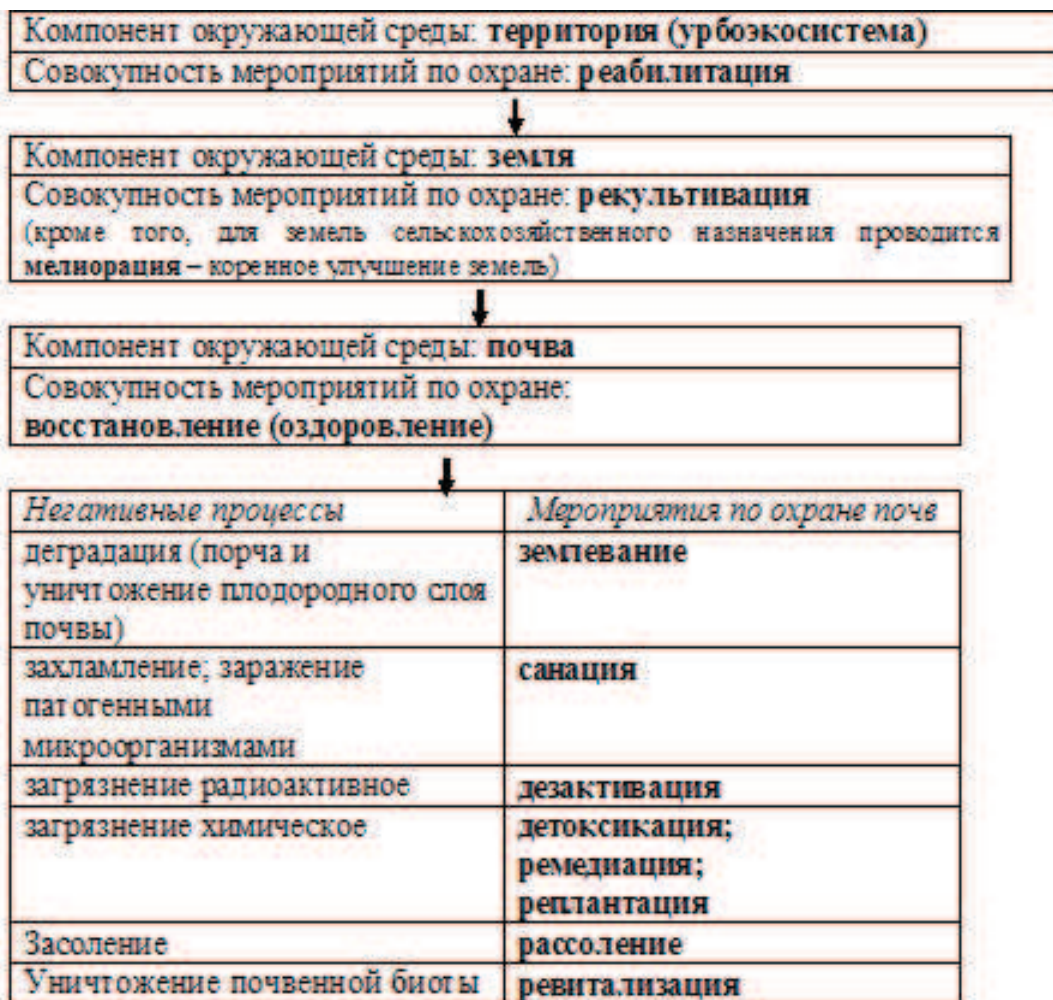 Компонент окружающей среды: территория (урбоэкосистема)
Совокупность мероприятий по охране: реабилитация
Компонент окружающей среды: земля
Совокупность мероприятий по охране: рекультивация
(кроме того, для земель сельскохозяйственного назначения проводится
мелиорация – коренное улучшение земель)
Компонент окружающей среды: почва
Совокупность мероприятий по охране:
восстановление (оздоровление)
Негативные процессы
Мероприятия по охране почв
деградация (порча и
уничтожение плодородного слоя
почвы)
землевание
захламление; заражение
патогенными
микроорганизмами
санация
загрязнение радиоактивное
дезактивация
загрязнение химическое
детоксикация;
ремедиация;
реплантация
Засоление
рассоление
Уничтожение почвенной биоты
ревитализация